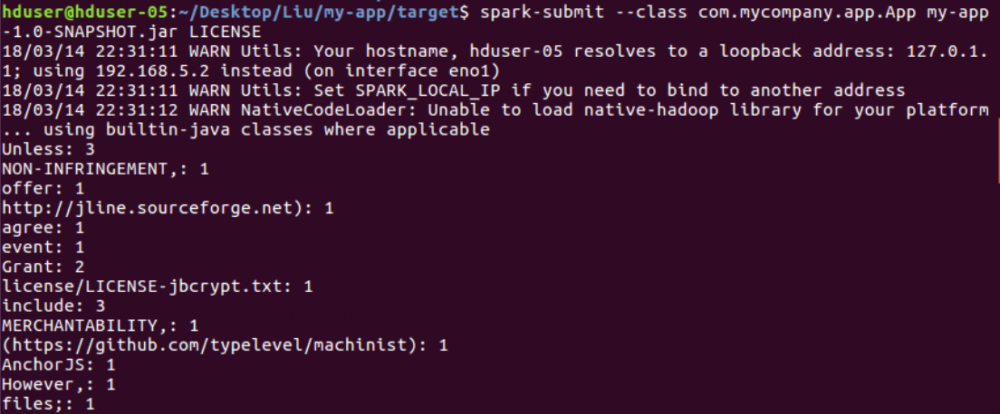 hduser@hduser-05:~/Desktop/Liu/my-app/target$ spark-submit --class com.mycompany.app.App my-app
-1.0-SNAPSHOT.jar LICENSE
18/03/14 22:31:11 WARN Utils: Your hostname, hduser-05 resolves to a loopback address: 127.0.1.
1; using 192.168.5.2 instead (on interface eno1)
18/03/14 22:31:11 WARN Utils: Set SPARK_LOCAL_IP if you need to bind to another address
18/03/14 22:31:12 WARN NativeCodeLoader: Unable to load native-hadoop library for your platform
... using builtin-java classes where applicable
Unless: 3
NON-INFRINGEMENT,: 1
offer: 1
http://jline.sourceforge.net): 1
agree: 1
event: 1
Grant: 2
license/LICENSE-jbcrypt.txt: 1
include: 3
MERCHANTABILITY,: 1
(https://github.com/typelevel/machinist): 1
AnchorJS: 1
However,: 1
files;: 1